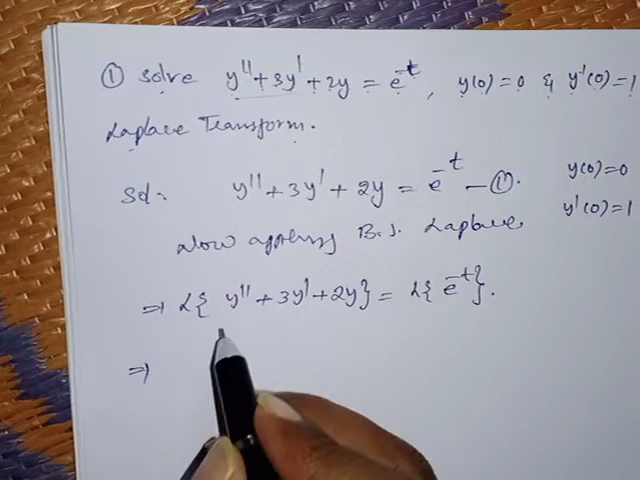 ① Solve y'' + 3y' + 2y = e^-t, y(0) = 0 & y'(0) = 1
Laplace Transform.
Sol: y'' + 3y' + 2y = e^-t — ①. y(0) = 0
y'(0) = 1
Now B.S. Laplace
⇒ L{ y'' + 3y' + 2y } = L{ e^-t }.
⇒